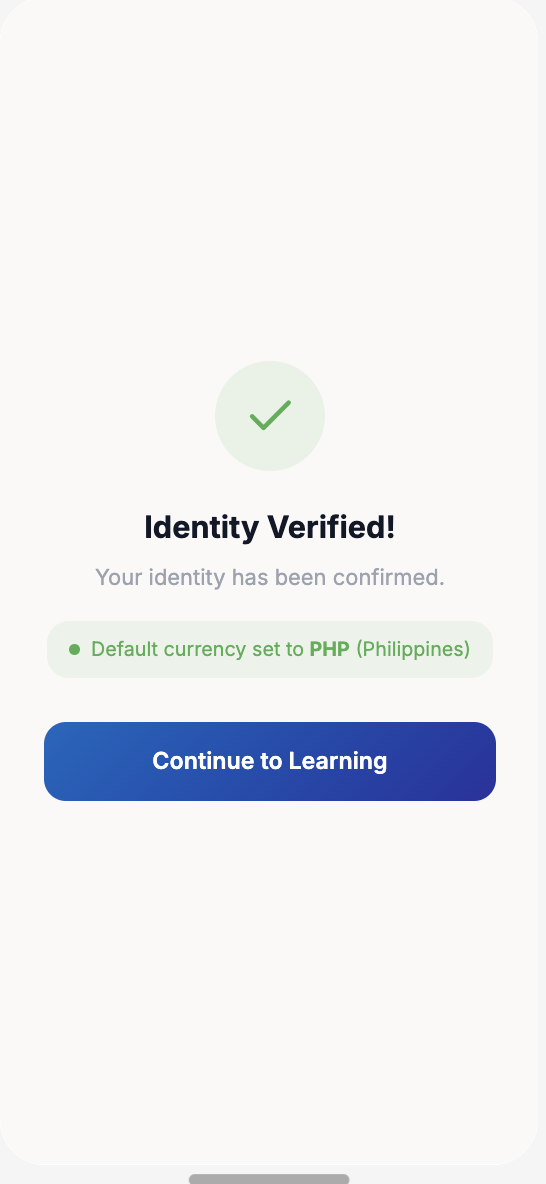 Identity Verified!
Your identity has been confirmed.
Default currency set to PHP (Philippines)
Continue to Learning